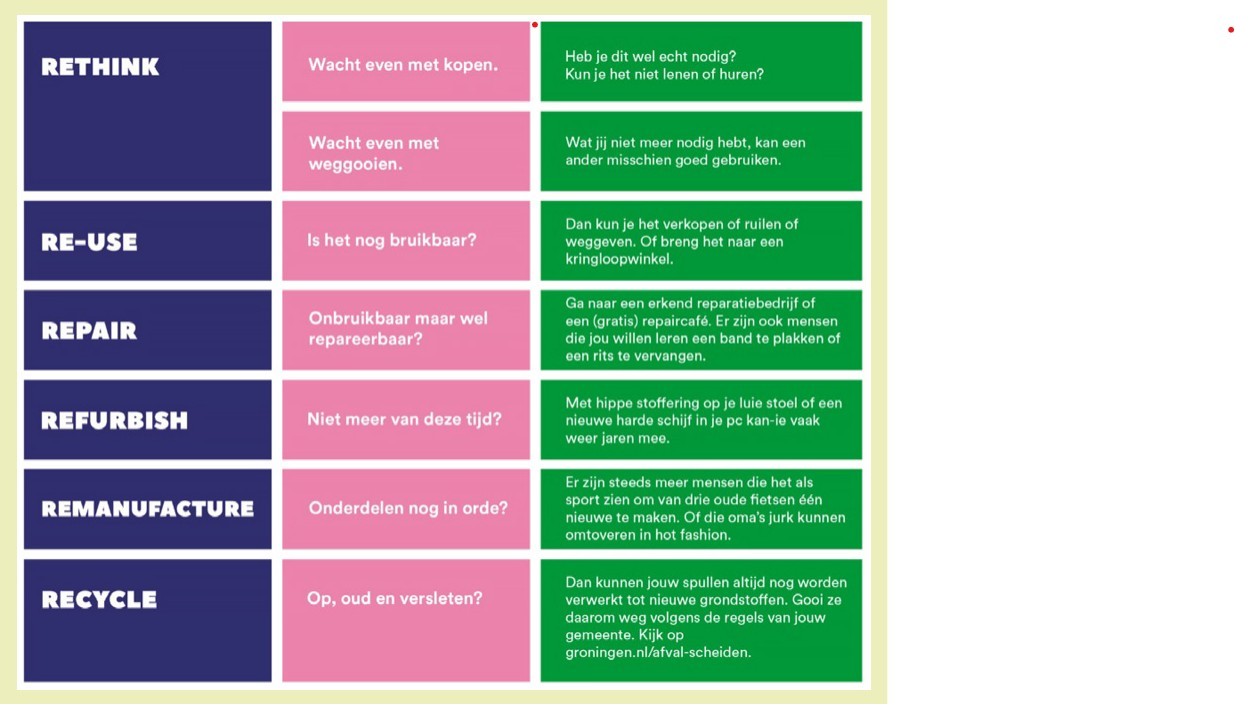 RETHINK
Wacht even met kopen.
Heb je dit wel echt nodig?
Kun je het niet lenen of huren?
Wacht even met
weggooien.
Wat jij niet meer nodig hebt, kan een
ander misschien goed gebruiken.
RE-USE
Is het nog bruikbaar?
Dan kun je het verkopen of ruilen of
weggeven. Of breng het naar een
kringloopwinkel.
REPAIR
Onbruikbaar maar wel
repareerbaar?
Ga naar een erkend reparatiebedrijf of
een (gratis) repaircafé. Er zijn ook mensen
die jou willen leren een band te plakken of
een rits te vervangen.
REFURBISH
Niet meer van deze tijd?
Met hippe stoffering op je luie stoel of een
nieuwe harde schijf in je pc kan-ie vaak
weer jaren mee.
REMANUFACTURE
Onderdelen nog in orde?
Er zijn steeds meer mensen die het als
sport zien om van drie oude fietsen één
nieuwe te maken. Of die oma's jurk kunnen
omtoveren in hot fashion.
RECYCLE
Op, oud en versleten?
Dan kunnen jouw spullen altijd nog worden
verwerkt tot nieuwe grondstoffen. Gooi ze
daarom weg volgens de regels van jouw
gemeente. Kijk op
groningen.nl/afval-scheiden.